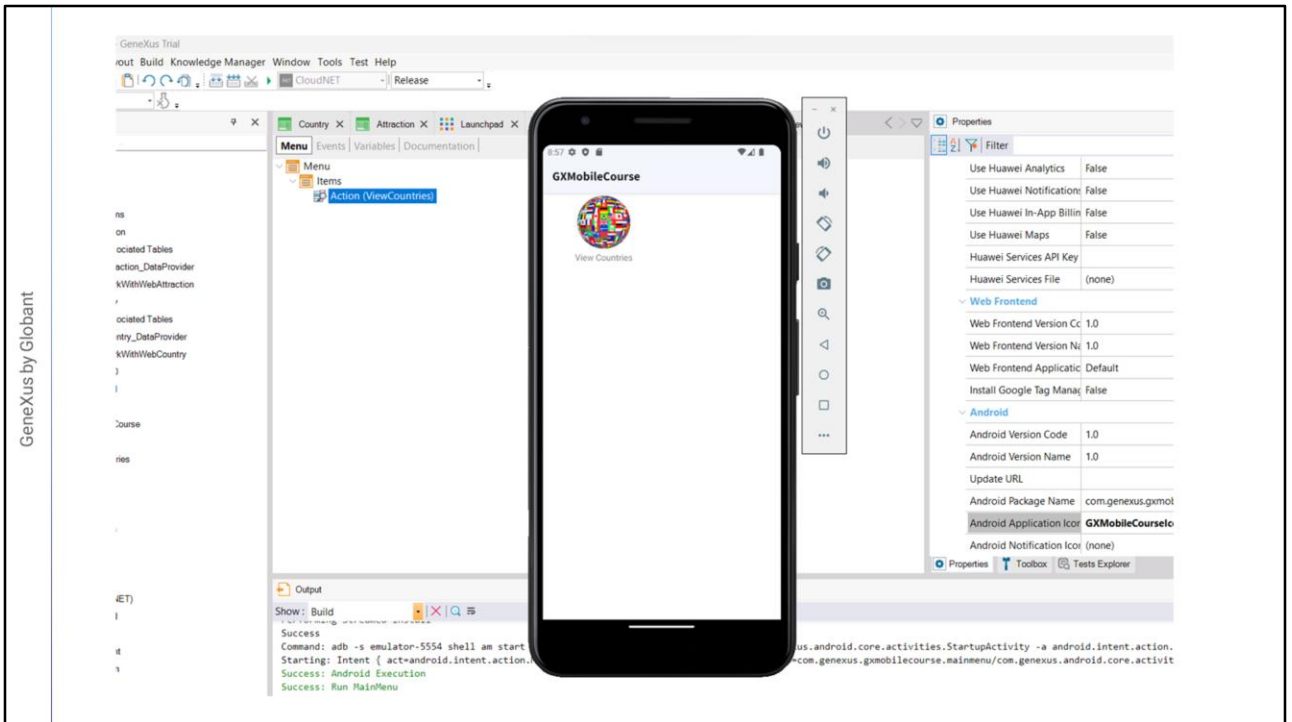 GeneXus by Globant
- GeneXus Trial
yout Build Knowledge Manager Window Tools Test Help
CloudNET Release
Country X Attraction X Launchpad X
Menu Events Variables Documentation
Menu
Items
Action (ViewCountries)
ns
on
ociated Tables
action_DataProvider
kWithWebAttraction
ociated Tables
ntry_DataProvider
kWithWebCountry
Course
ries
.NET)
8:57
GXMobileCourse
View Countries
Properties
Filter
Use Huawei Analytics False
Use Huawei Notifications False
Use Huawei In-App Billin False
Use Huawei Maps False
Huawei Services API Key
Huawei Services File (none)
Web Frontend
Web Frontend Version Cc 1.0
Web Frontend Version Na 1.0
Web Frontend Applicatic Default
Install Google Tag Manag False
Android
Android Version Code 1.0
Android Version Name 1.0
Update URL
Android Package Name com.genexus.gxmobi
Android Application Icor GXMobileCourseIc
Android Notification Icor (none)
Properties Toolbox Tests Explorer
Output
Show: Build
Success
Command: adb -s emulator-5554 shell am start us.android.core.activities.StartupActivity -a android.intent.action.
Starting: Intent { act=android.intent.action. =com.genexus.gxmobilecourse.mainmenu/com.genexus.android.core.activit
Success: Android Execution
Success: Run MainMenu